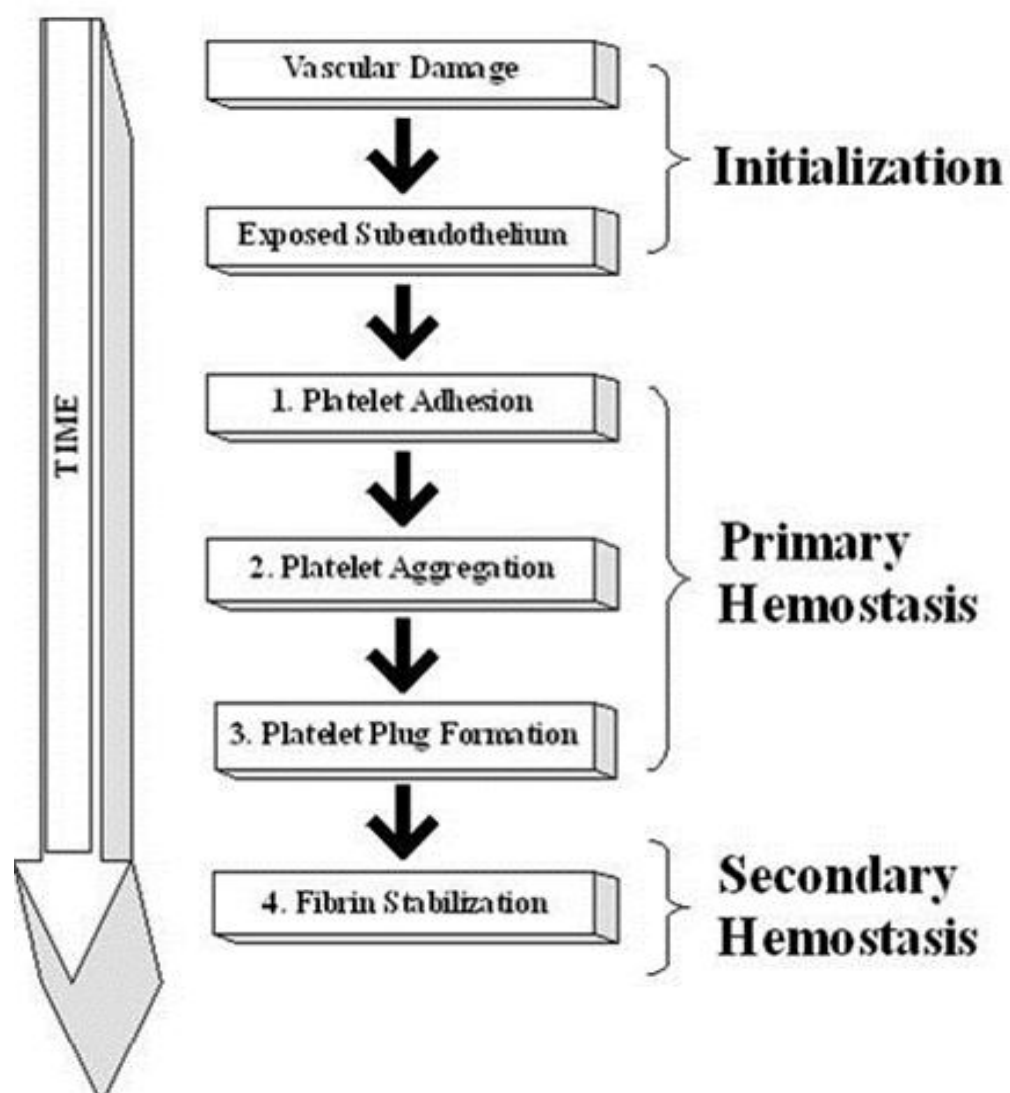 Vascular Damage
Exposed Subendothelium
Initialization
TIME
1. Platelet Adhesion
2. Platelet Aggregation
3. Platelet Plug Formation
Primary
Hemostasis
4. Fibrin Stabilization
Secondary
Hemostasis